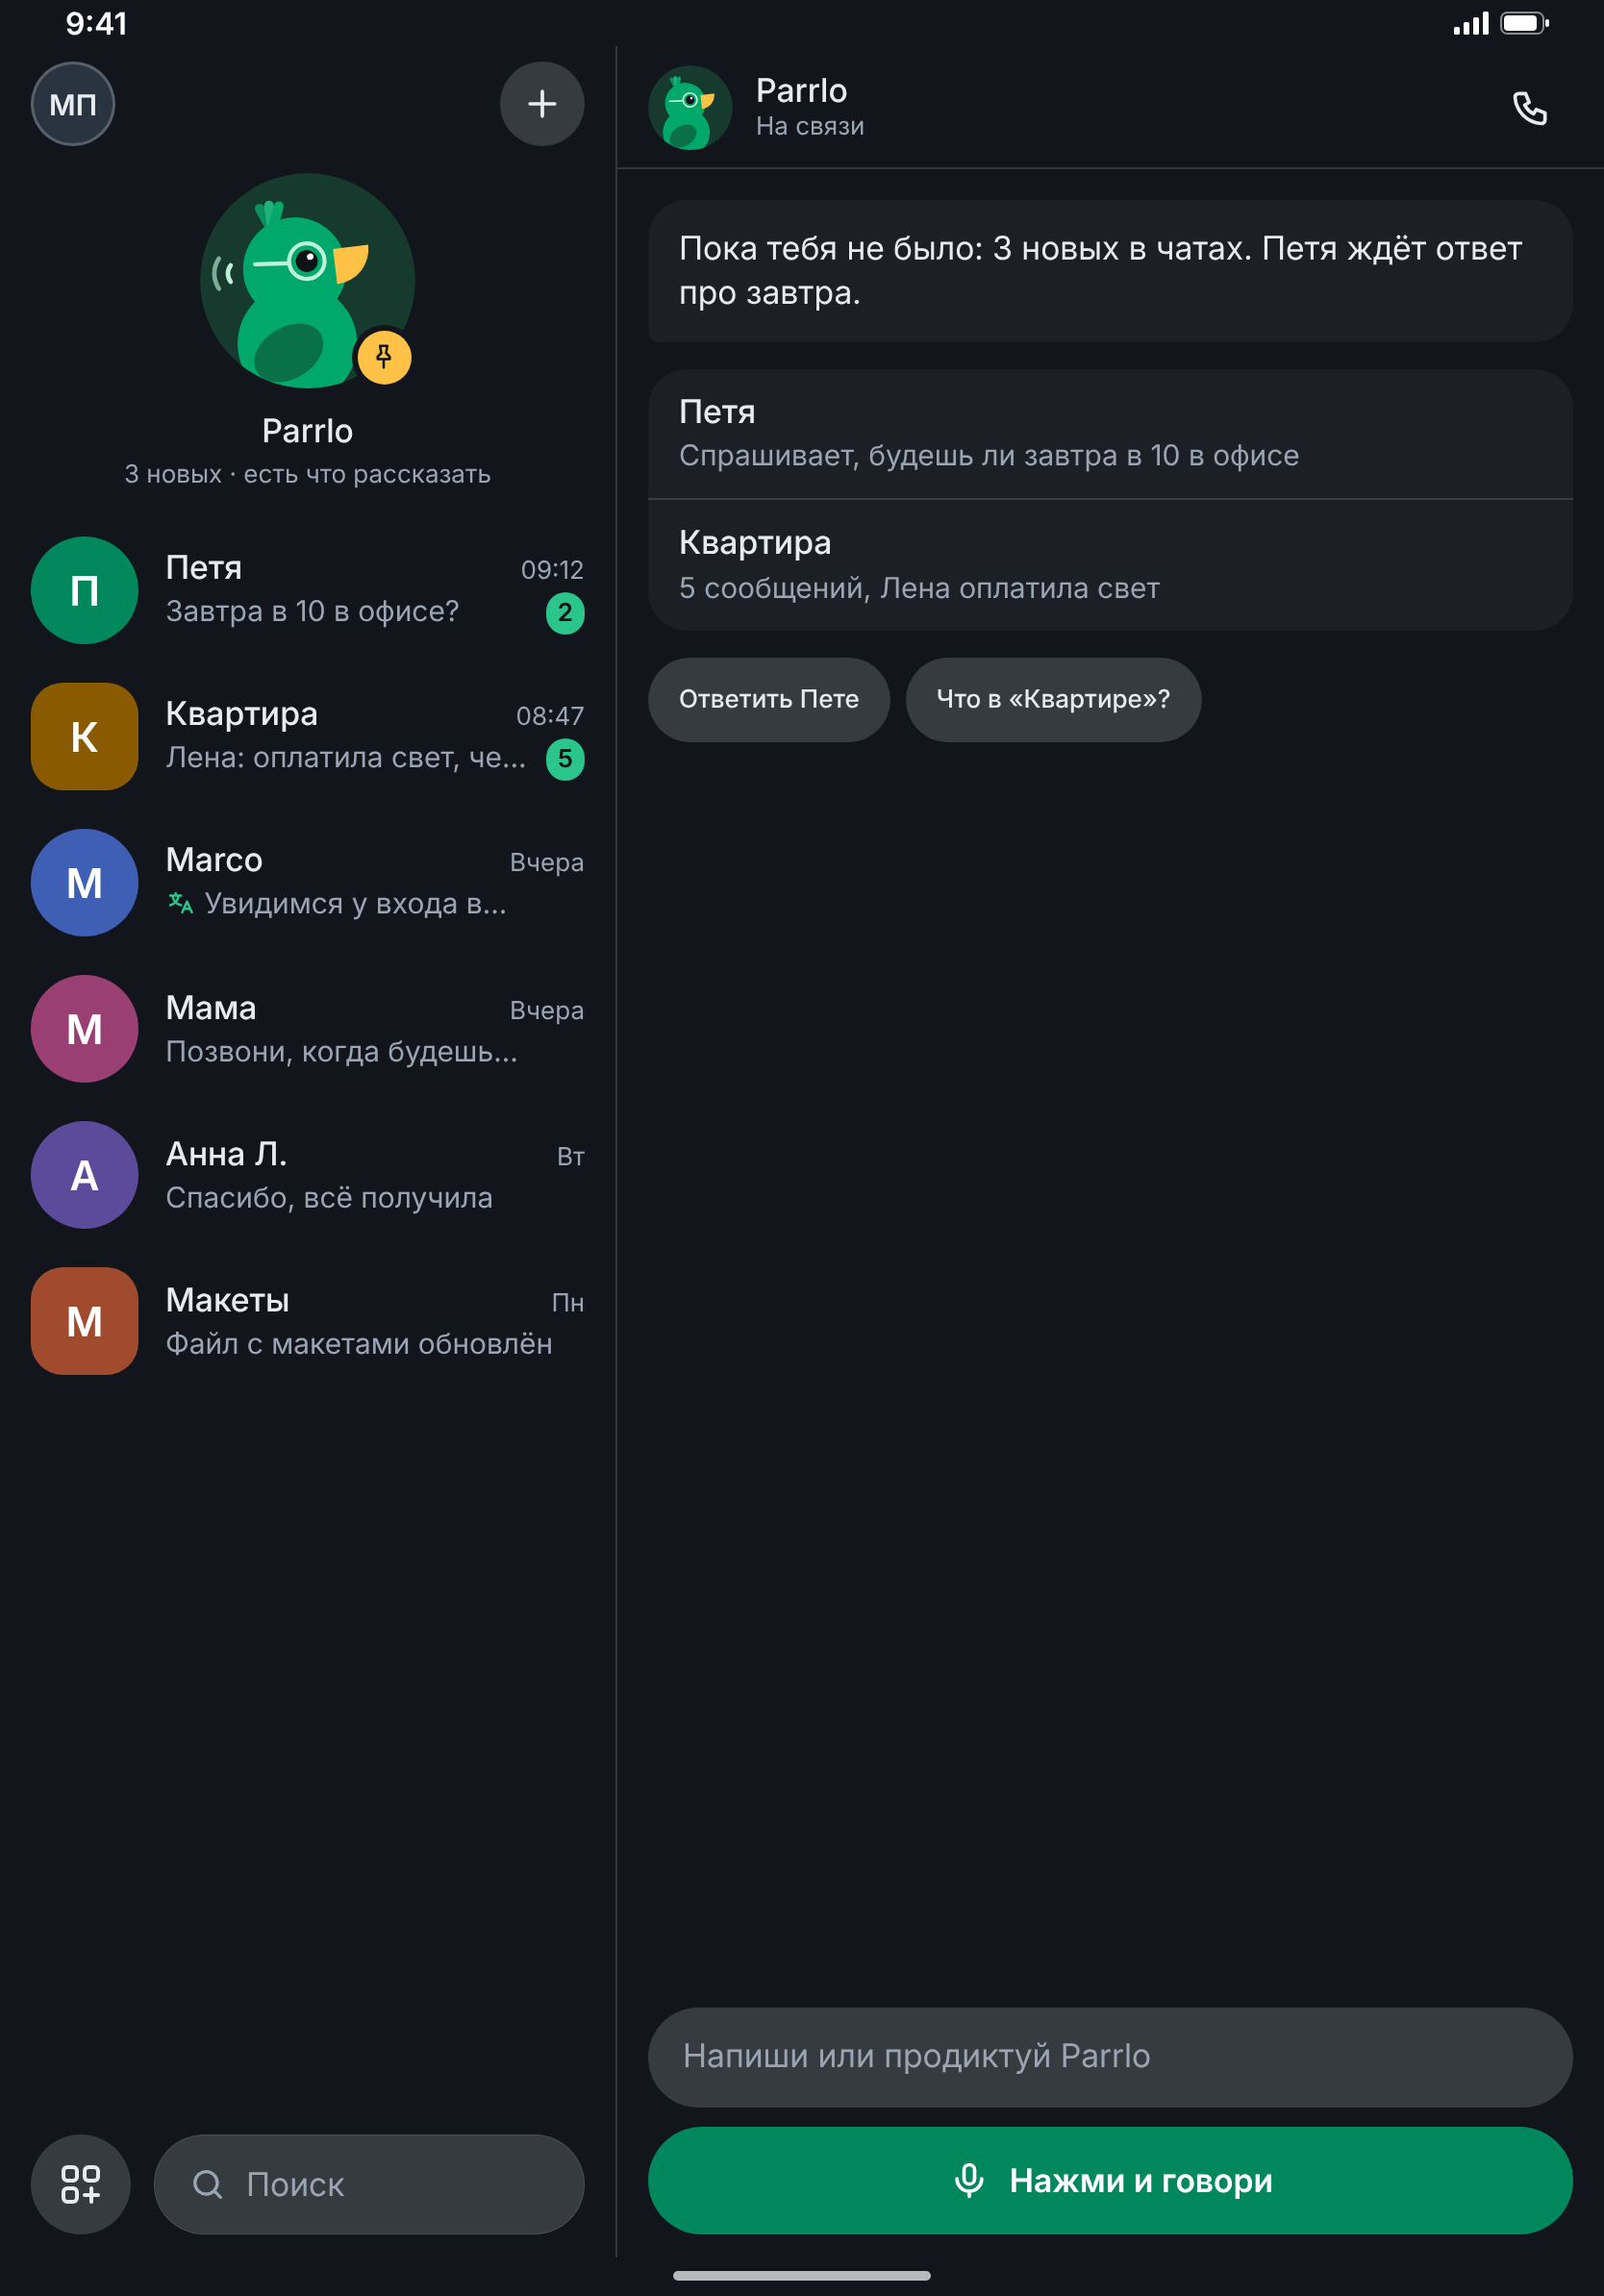 9:41
МП
Parrlo
3 новых · есть что рассказать
П
Петя
09:12
Завтра в 10 в офисе?
2
К
Квартира
08:47
Лена: оплатила свет, че...
5
M
Marco
Вчера
Увидимся у входа в...
М
Мама
Вчера
Позвони, когда будешь...
А
Анна Л.
Вт
Спасибо, всё получила
М
Макеты
Пн
Файл с макетами обновлён
Поиск
Parrlo
На связи
Пока тебя не было: 3 новых в чатах. Петя ждёт ответ
про завтра.
Петя
Спрашивает, будешь ли завтра в 10 в офисе
Квартира
5 сообщений, Лена оплатила свет
Ответить Пете
Что в «Квартире»?
Напиши или продиктуй Parrlo
Нажми и говори